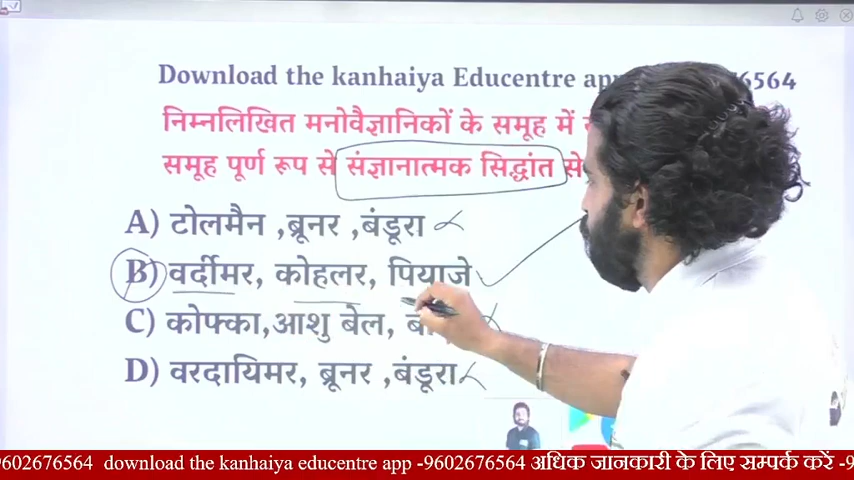 Download the kanhaiya Educentre app 6564
निम्नलिखित मनोवैज्ञानिकों के समूह में
समूह पूर्ण रूप से संज्ञानात्मक सिद्धांत से
A) टोलमैन ,ब्रूनर ,बंडूरा
B) वर्दीमर, कोहलर, पियाजे
C) कोफ्का,आशु बेल,
D) वरदायिमर, ब्रूनर ,बंडूरा
9602676564 download the kanhaiya educentre app -9602676564 अधिक जानकारी के लिए सम्पर्क करें -9